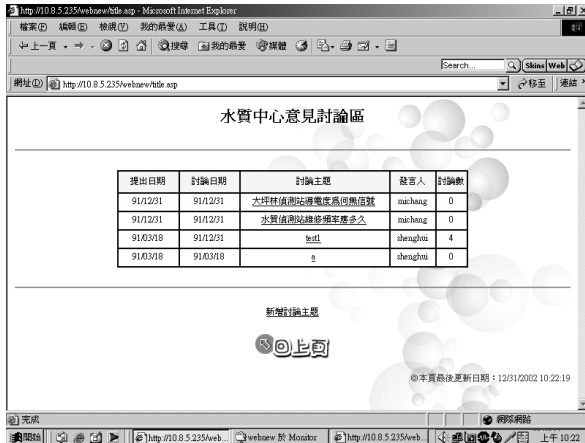 http://10.8.5.235/webnew/title.asp - Microsoft Internet Explorer
檔案(F) 編輯(E) 檢視(V) 我的最愛(A) 工具(T) 說明(H)
上一頁 搜尋 我的最愛 媒體
Search... Skins Web
網址(D) http://10.8.5.235/webnew/title.asp 移至 連結
水質中心意見討論區
提出日期 討論日期 討論主題 發言人 討論數
91/12/31 91/12/31 大坪林偵測站導電度為何無信號 michang 0
91/12/31 91/12/31 水質偵測站維修頻率應多久 michang 0
91/03/18 91/12/31 test1 shenghui 4
91/03/18 91/03/18 a shenghui 0
新增討論主題
回上頁
◎本頁最後更新日期：12/31/2002 10:22:19
完成 網際網路
開始 http://10.8.5.235/web... webnew 於 Monitor http://10.8.5.235/web... 上午 10:22